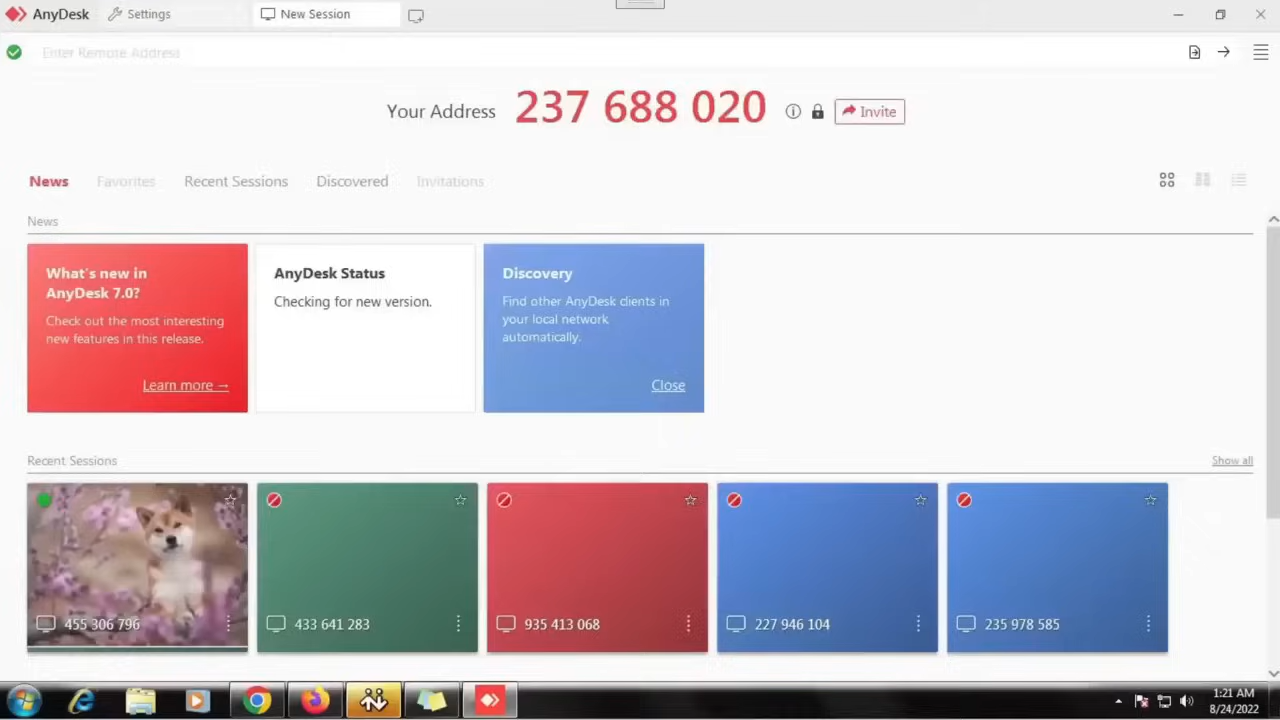 AnyDesk Settings New Session
Enter Remote Address
Your Address 237 688 020 Invite
News Favorites Recent Sessions Discovered Invitations
News
What's new in
AnyDesk 7.0?
Check out the most interesting
new features in this release.
Learn more →
AnyDesk Status
Checking for new version.
Discovery
Find other AnyDesk clients in
your local network
automatically.
Close
Recent Sessions Show all
455 306 796
433 641 283
935 413 068
227 946 104
235 978 585
1:21 AM
8/24/2022